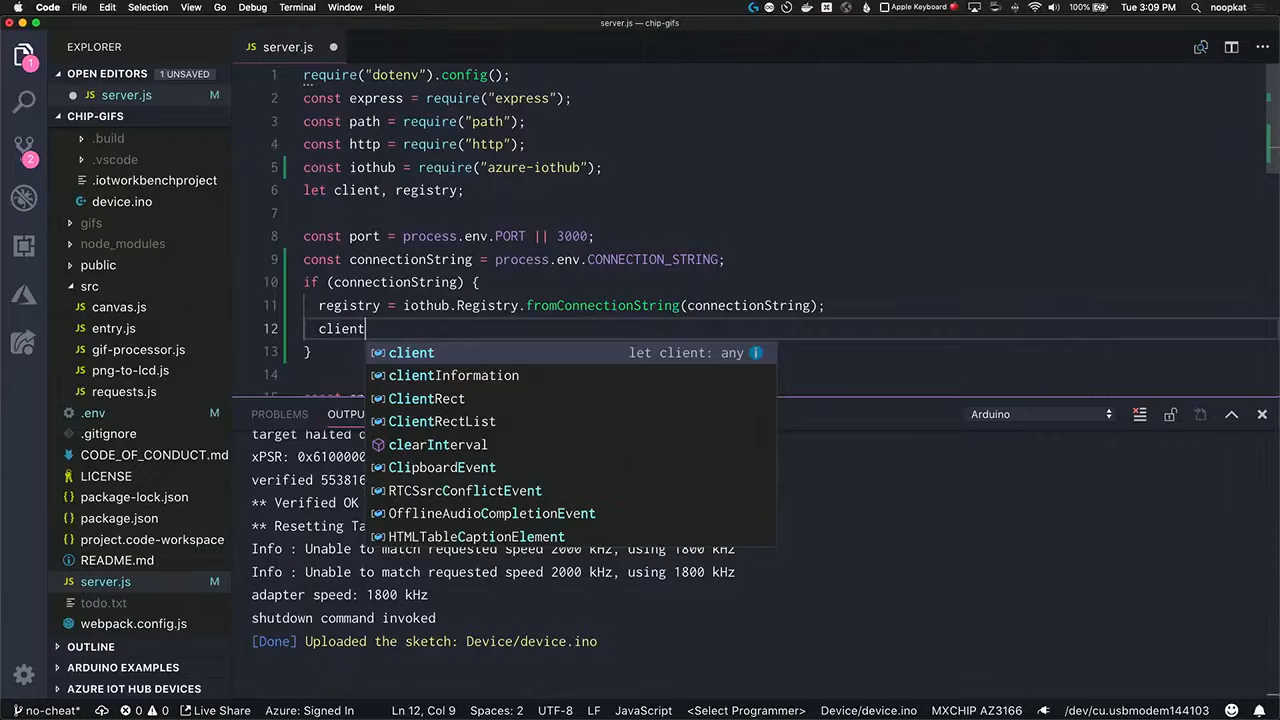 Code File Edit Selection View Go Debug Terminal Window Help
Apple Keyboard 100% Tue 3:09 PM noopkat
server.js — chip-gifs
EXPLORER
OPEN EDITORS 1 UNSAVED
server.js M
CHIP-GIFS
.build
.vscode
.iotworkbenchproject
device.ino
gifs
node_modules
public
src
canvas.js
entry.js
gif-processor.js
png-to-lcd.js
requests.js
.env M
.gitignore
CODE_OF_CONDUCT.md
LICENSE
package-lock.json
package.json
project.code-workspace
README.md
server.js M
todo.txt
webpack.config.js
OUTLINE
ARDUINO EXAMPLES
AZURE IOT HUB DEVICES
1
2
JS server.js
1 require("dotenv").config();
2 const express = require("express");
3 const path = require("path");
4 const http = require("http");
5 const iothub = require("azure-iothub");
6 let client, registry;
7
8 const port = process.env.PORT || 3000;
9 const connectionString = process.env.CONNECTION_STRING;
10 if (connectionString) {
11 registry = iothub.Registry.fromConnectionString(connectionString);
12 client
13 }
14
client let client: any
clientInformation
ClientRect
ClientRectList
clearInterval
ClipboardEvent
RTCSsrcConflictEvent
OfflineAudioCompletionEvent
HTMLTableCaptionElement
PROBLEMS OUTPU Arduino
target halted d
xPSR: 0x6100000
verified 553816
** Verified OK
** Resetting Ta
Info : Unable to match requested speed 2000 kHz, using 1800 kHz
Info : Unable to match requested speed 2000 kHz, using 1800 kHz
adapter speed: 1800 kHz
shutdown command invoked
[Done] Uploaded the sketch: Device/device.ino
no-cheat* 0 0 Live Share Azure: Signed In Ln 12, Col 9 Spaces: 2 UTF-8 LF JavaScript <Select Programmer> Device/device.ino MXCHIP AZ3166 /dev/cu.usbmodem144103